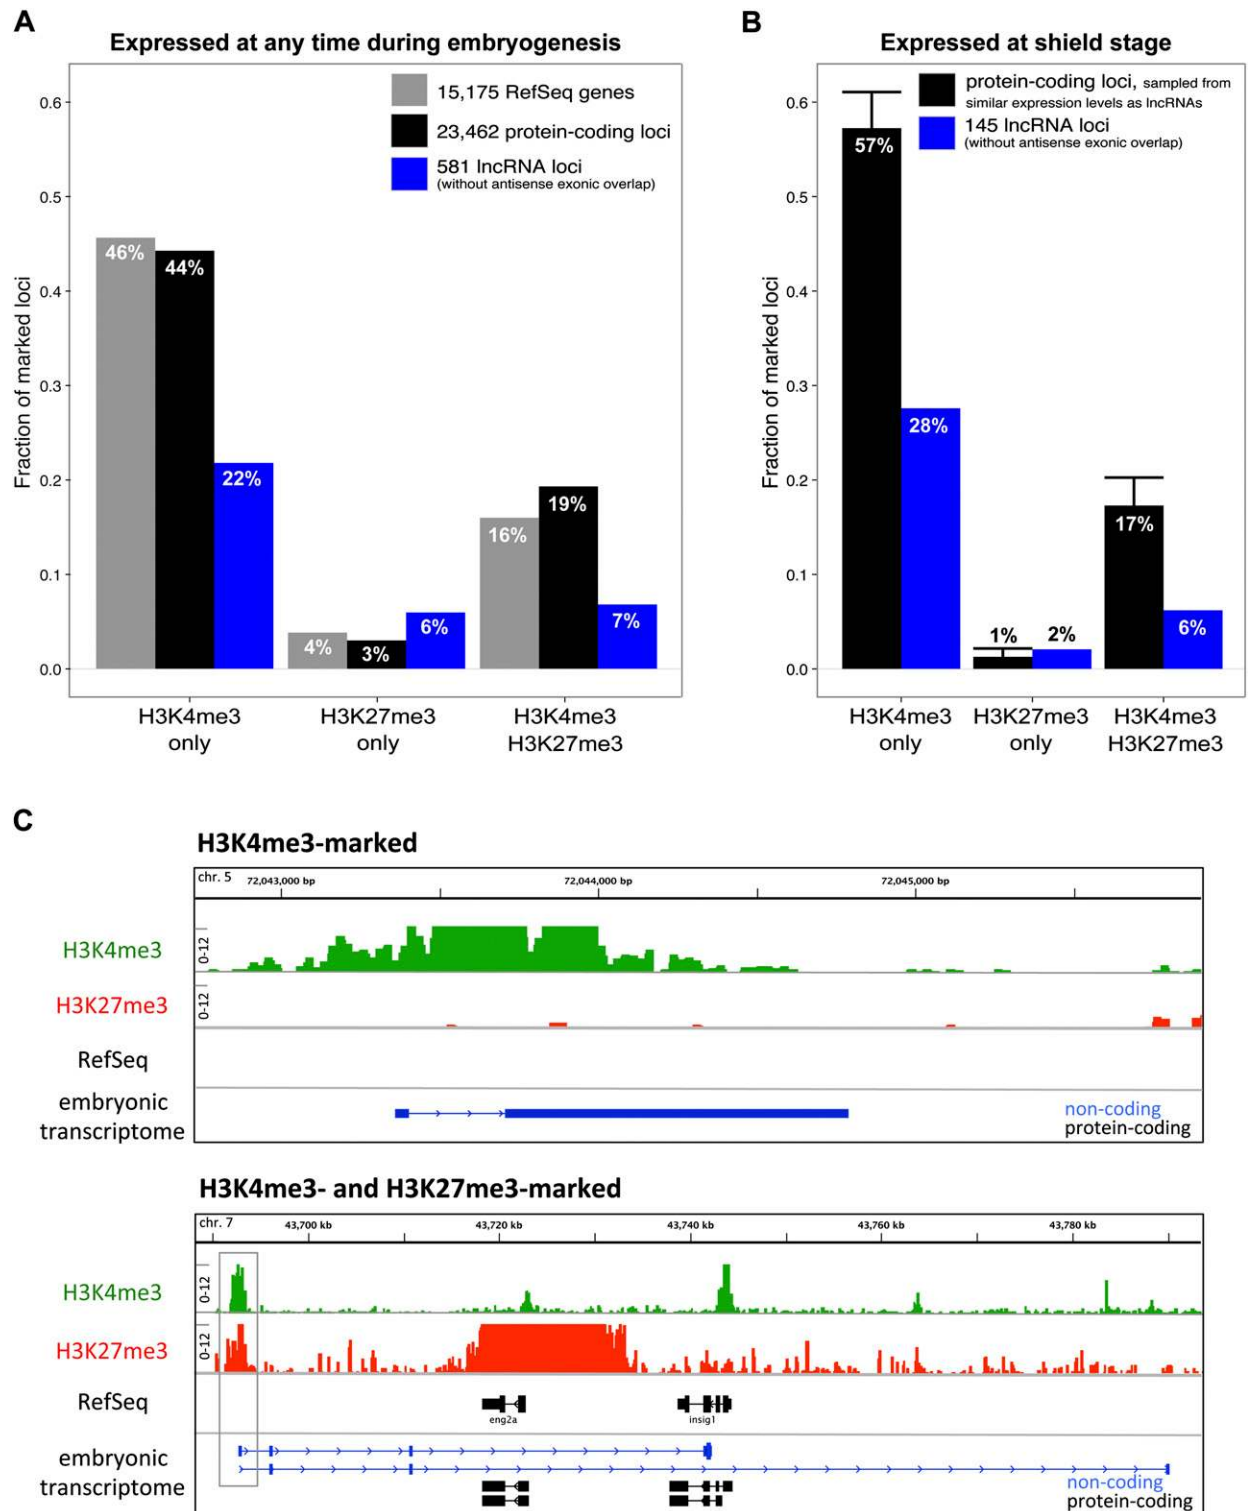 A
Expressed at any time during embryogenesis
15,175 RefSeq genes
23,462 protein-coding loci
581 lncRNA loci
(without antisense exonic overlap)
Fraction of marked loci
0.6
0.5
0.4
0.3
0.2
0.1
0.0
46%
44%
22%
4%
3%
6%
16%
19%
7%
H3K4me3
only
H3K27me3
only
H3K4me3
H3K27me3
B
Expressed at shield stage
protein-coding loci, sampled from
similar expression levels as lncRNAs
145 lncRNA loci
(without antisense exonic overlap)
Fraction of marked loci
0.6
0.5
0.4
0.3
0.2
0.1
0.0
57%
28%
1%
2%
17%
6%
H3K4me3
only
H3K27me3
only
H3K4me3
H3K27me3
C
H3K4me3-marked
chr. 5 72,043,000 bp 72,044,000 bp 72,045,000 bp
H3K4me3 0-12
H3K27me3 0-12
RefSeq
embryonic
transcriptome
non-coding
protein-coding
H3K4me3- and H3K27me3-marked
chr. 7 43,700 kb 43,720 kb 43,740 kb 43,760 kb 43,780 kb
H3K4me3 0-12
H3K27me3 0-12
RefSeq
eng2a insig1
embryonic
transcriptome
non-coding
protein-coding